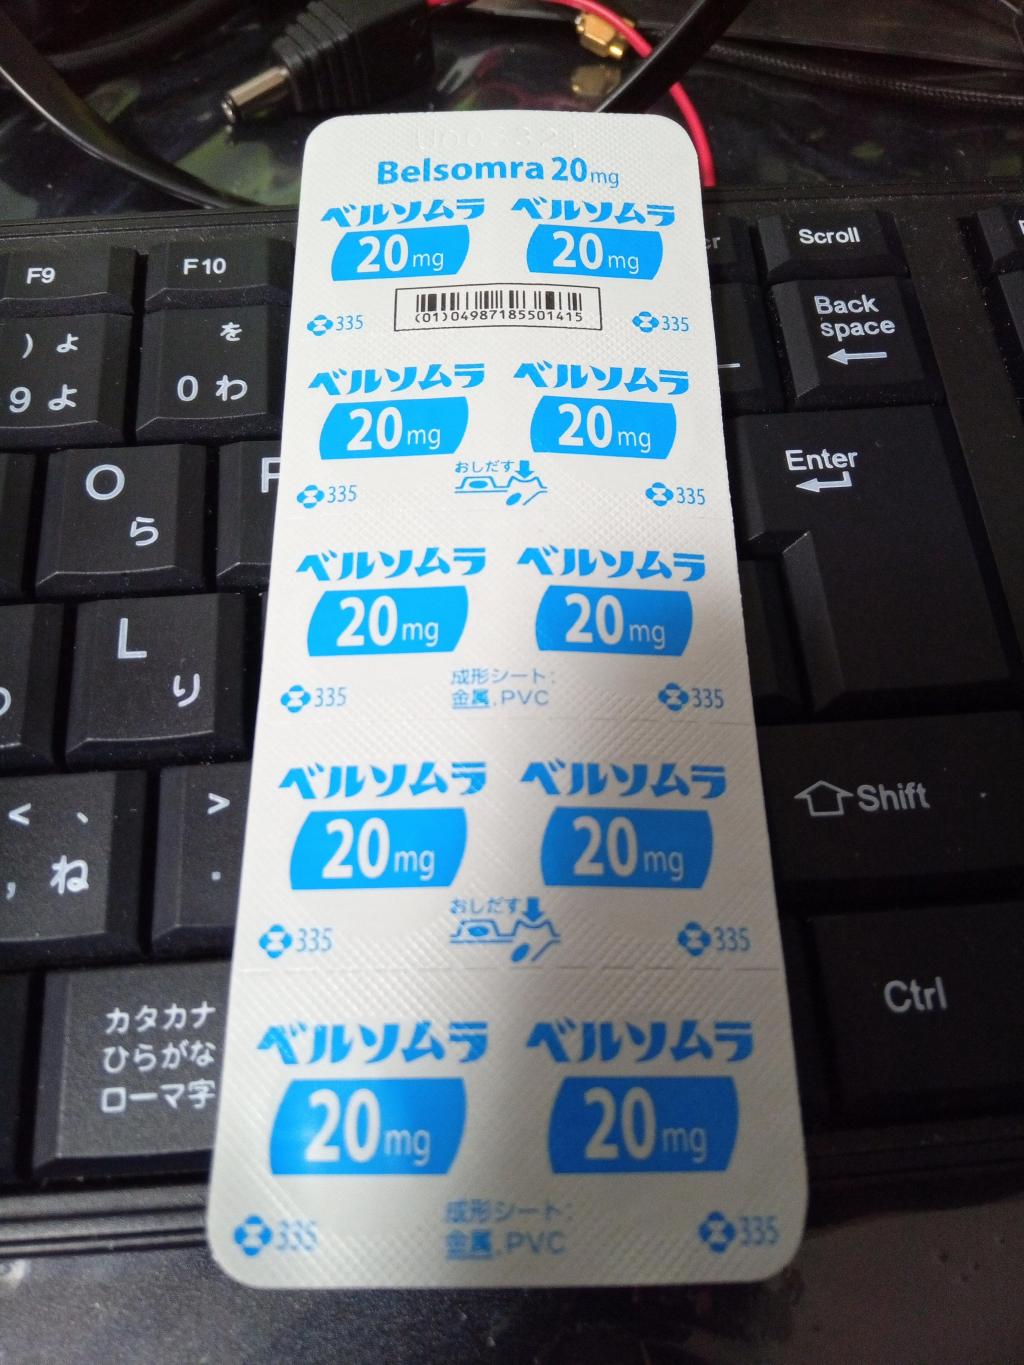 Belsomra 20mg
ベルソムラ ベルソムラ
20mg 20mg
335 335
(01)04987185501415
ベルソムラ ベルソムラ
20mg 20mg
おしだす
335 335
ベルソムラ ベルソムラ
20mg 20mg
成形シート:
金属,PVC
335 335
ベルソムラ ベルソムラ
20mg 20mg
おしだす
335 335
ベルソムラ ベルソムラ
20mg 20mg
成形シート:
金属,PVC
335 335
F9
F10
Scroll
) よ
9 よ
を
0 わ
Back
space
O
ら
Enter
L
り
< 、
, ね
>
.
Shift
カタカナ
ひらがな
ローマ字
Ctrl